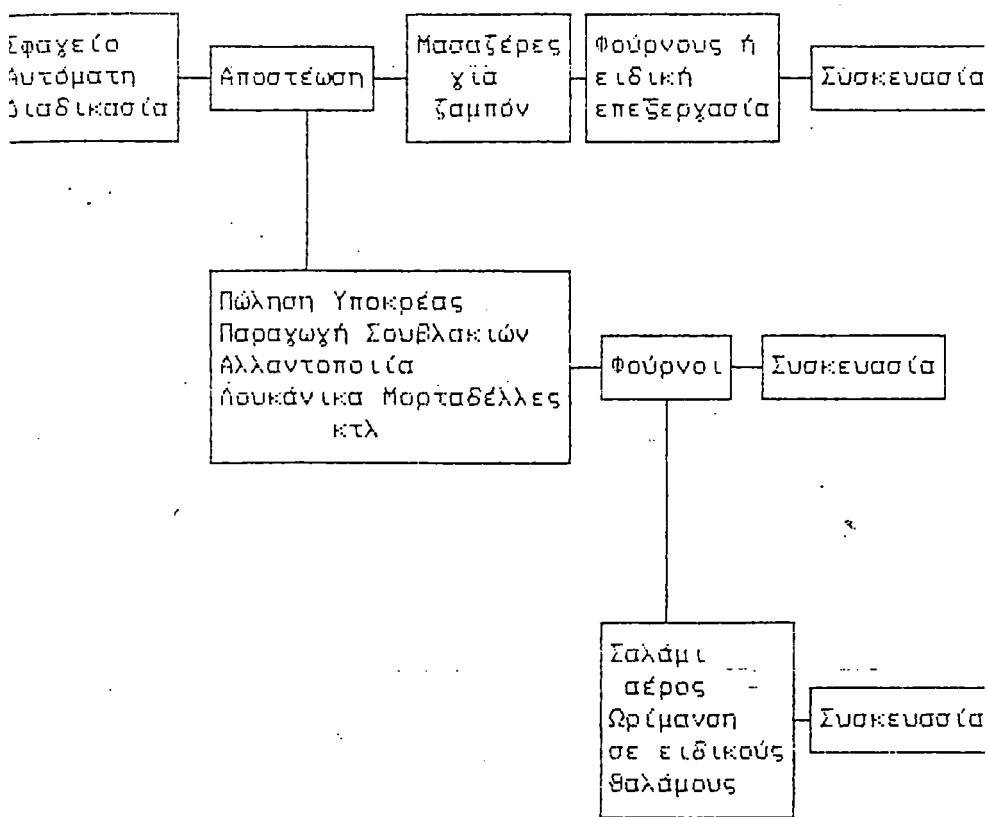 Σφαγείο
Αυτόματη
Διαδικασία
Αποστέωση
Μασαζέρες
για
ζαμπόν
Φούρνους ή
ειδική
επεξεργασία
Συσκευασία
Πώληση Υποκρέας
Παραγωγή Σουβλακιών
Αλλαντοποιία
Λουκάνικα Μορταδέλλες
κτλ
Φούρνοι
Συσκευασία
Σαλάμι
αέρος
Ωρίμανση
σε ειδικούς
θαλάμους
Συσκευασία